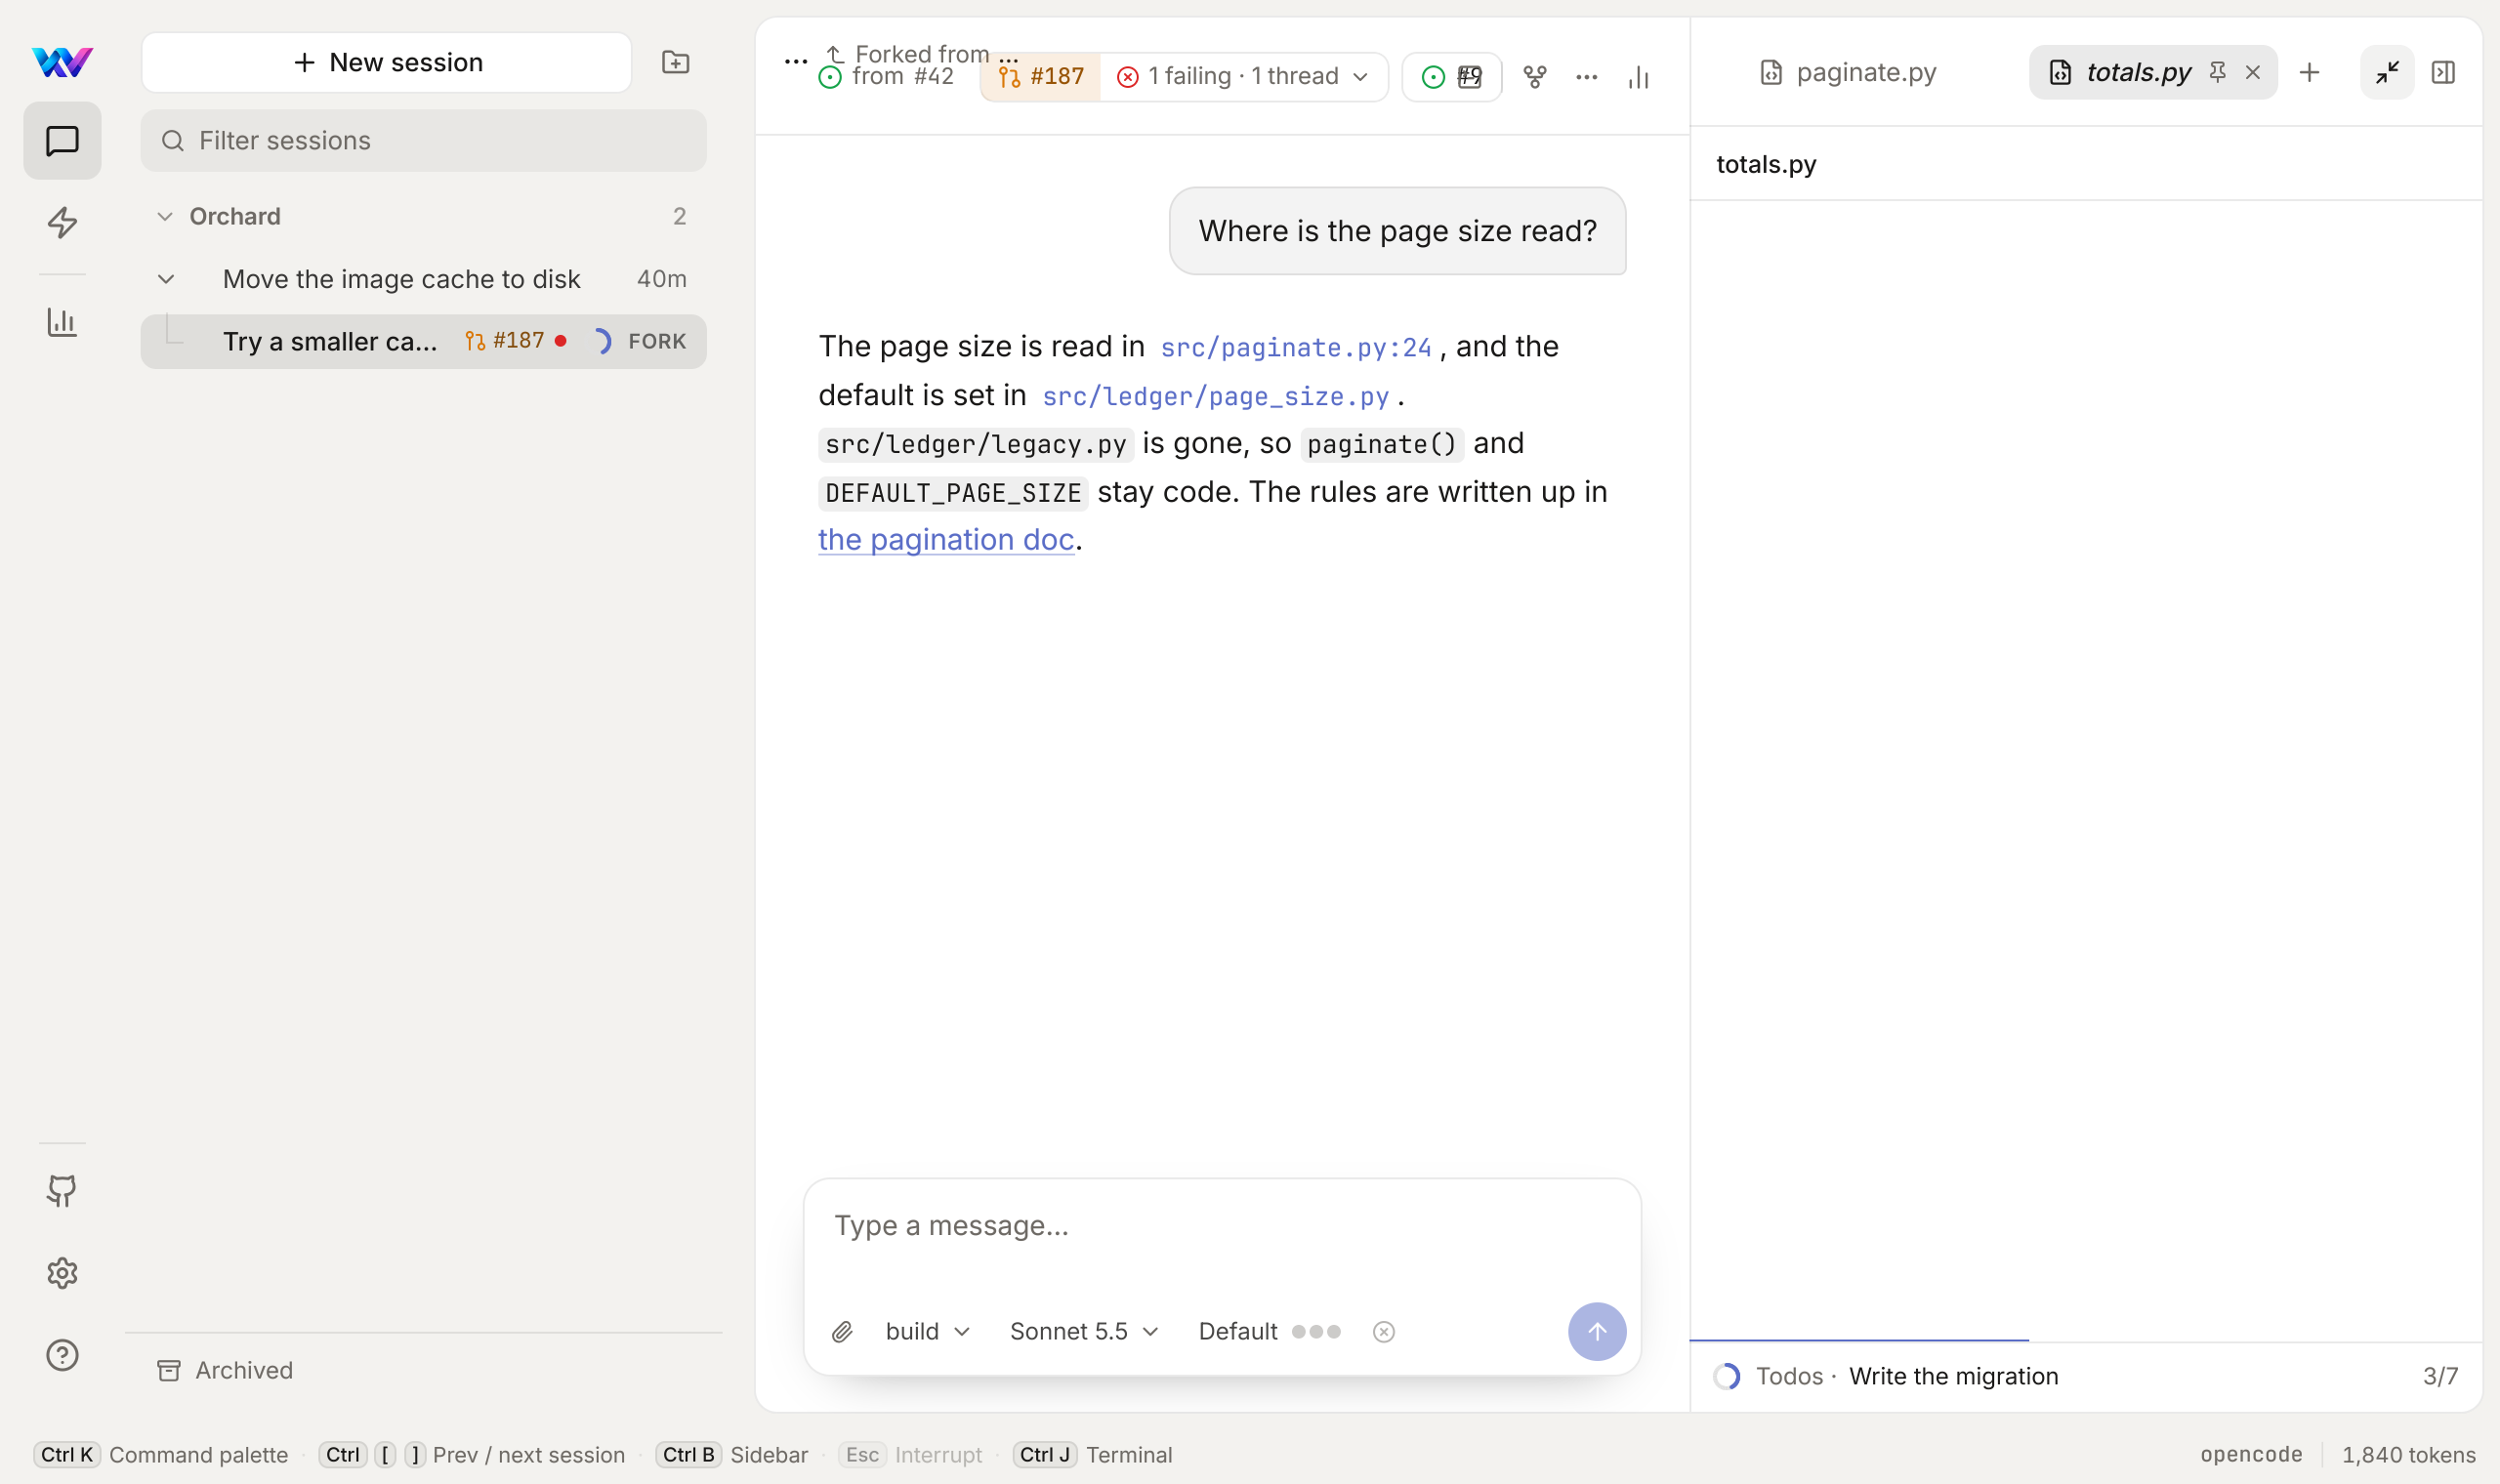 New session
Filter sessions
Orchard 2
Move the image cache to disk 40m
Try a smaller ca... #187 FORK
Archived
... Forked from ...
from #42 #187 1 failing · 1 thread #9
Where is the page size read?
The page size is read in src/paginate.py:24, and the
default is set in src/ledger/page_size.py.
src/ledger/legacy.py is gone, so paginate() and
DEFAULT_PAGE_SIZE stay code. The rules are written up in
the pagination doc.
Type a message...
build Sonnet 5.5 Default
paginate.py totals.py
totals.py
Todos · Write the migration 3/7
Ctrl K Command palette · Ctrl [ ] Prev / next session · Ctrl B Sidebar · Esc Interrupt · Ctrl J Terminal
opencode 1,840 tokens